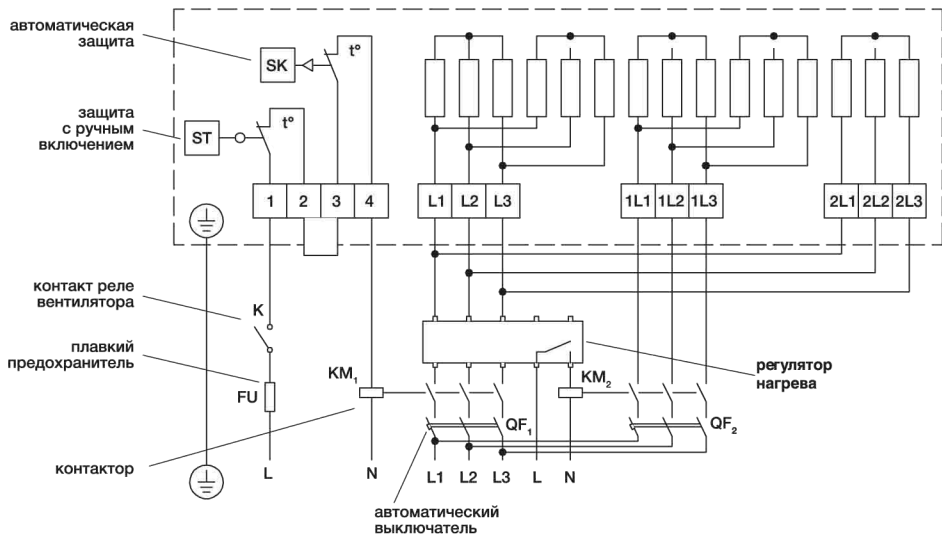 автоматическая
защита
SK
t°
защита
с ручным
включением
ST
t°
1 2 3 4
L1 L2 L3
1L1 1L2 1L3
2L1 2L2 2L3
контакт реле
вентилятора
K
плавкий
предохранитель
FU
KM1
KM2
регулятор
нагрева
QF1
QF2
контактор
L
N
L1 L2 L3 L N
автоматический
выключатель